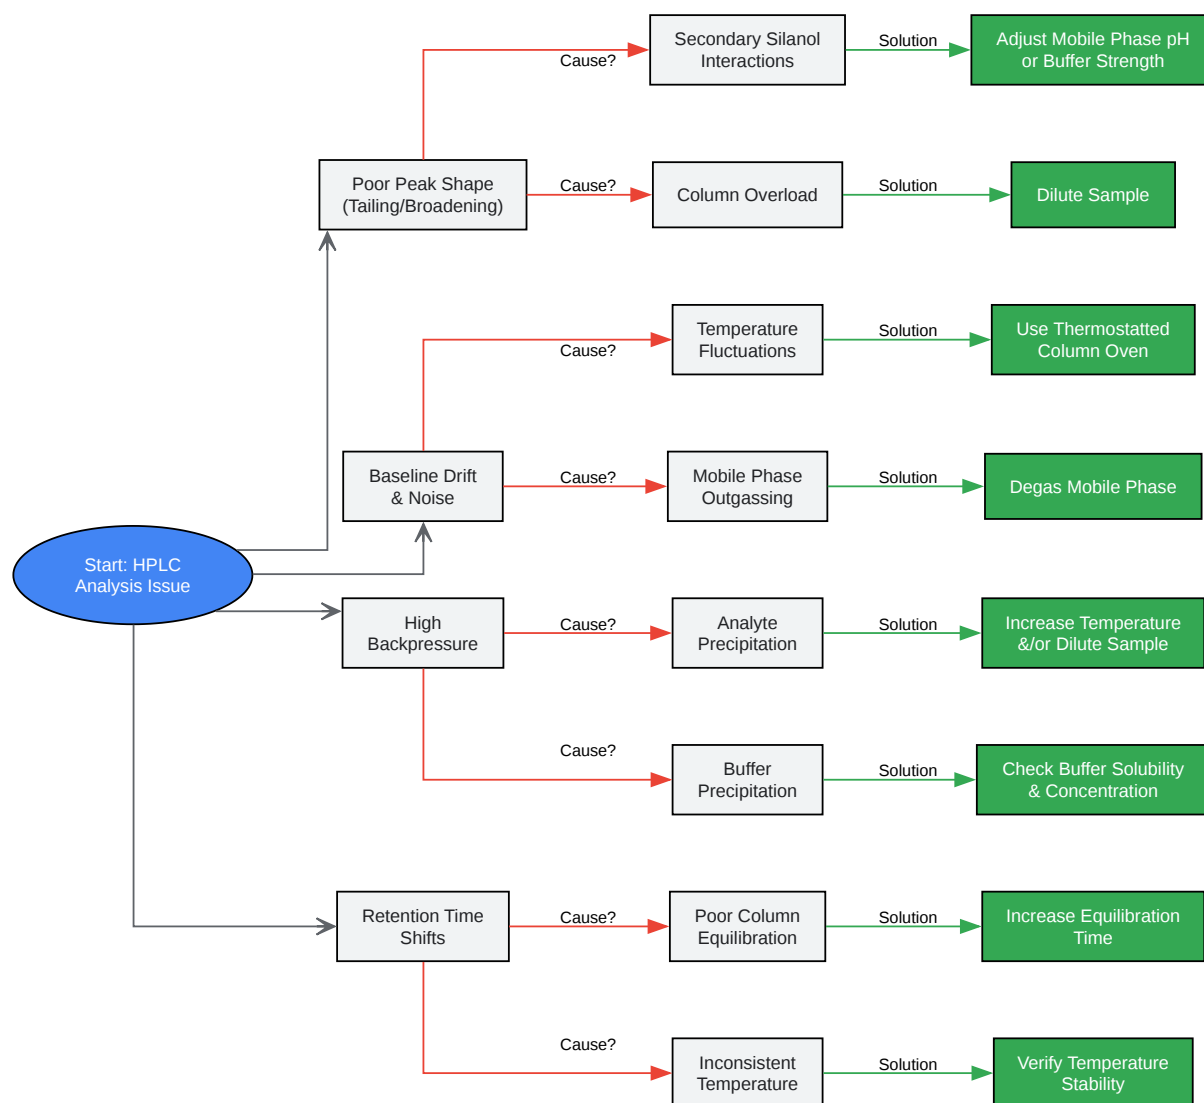 Secondary Silanol
Interactions
Solution
Adjust Mobile Phase pH
or Buffer Strength
Cause?
Poor Peak Shape
(Tailing/Broadening)
Cause?
Column Overload
Solution
Dilute Sample
Temperature
Fluctuations
Solution
Use Thermostatted
Column Oven
Cause?
Baseline Drift
& Noise
Cause?
Mobile Phase
Outgassing
Solution
Degas Mobile Phase
Start: HPLC
Analysis Issue
High
Backpressure
Cause?
Analyte
Precipitation
Solution
Increase Temperature
&/or Dilute Sample
Cause?
Buffer
Precipitation
Solution
Check Buffer Solubility
& Concentration
Retention Time
Shifts
Cause?
Poor Column
Equilibration
Solution
Increase Equilibration
Time
Cause?
Inconsistent
Temperature
Solution
Verify Temperature
Stability